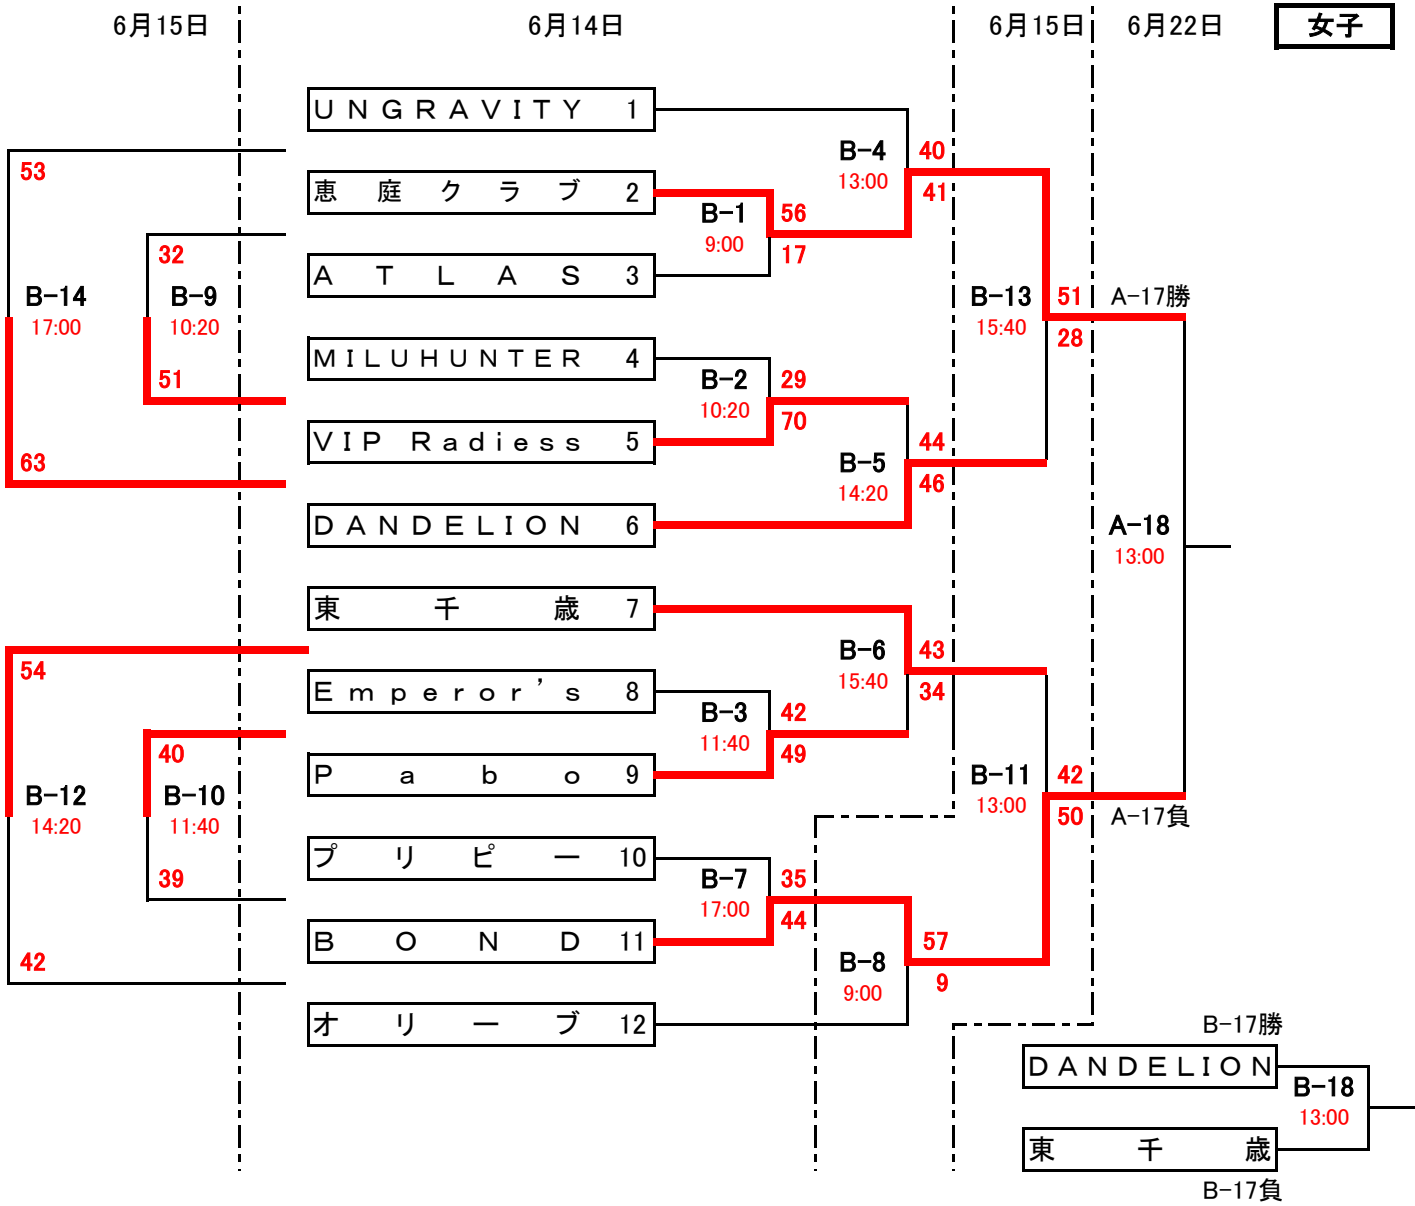 6月15日 6月14日 6月15日 6月22日 女子
UNGRAVITY 1
B-4 40
13:00 41
53
恵庭クラブ 2
B-1 56
9:00 17
32
ATLAS 3
B-14 B-9
17:00 10:20
B-13 51 A-17勝
15:40 28
MILUHUNTER 4
51
B-2 29
10:20 70
VIP Radiess 5
63
B-5 44
14:20 46
DANDELION 6
A-18
13:00
東千歳 7
54
B-6 43
15:40 34
Emperor's 8
40
B-3 42
11:40 49
Pabo 9
B-12 B-10
14:20 11:40
B-11 42
13:00 50 A-17負
プリピー 10
39
B-7 35
17:00 44
BOND 11
42
B-8 57
9:00 9
オリーブ 12
B-17勝
DANDELION
B-18
13:00
東千歳
B-17負